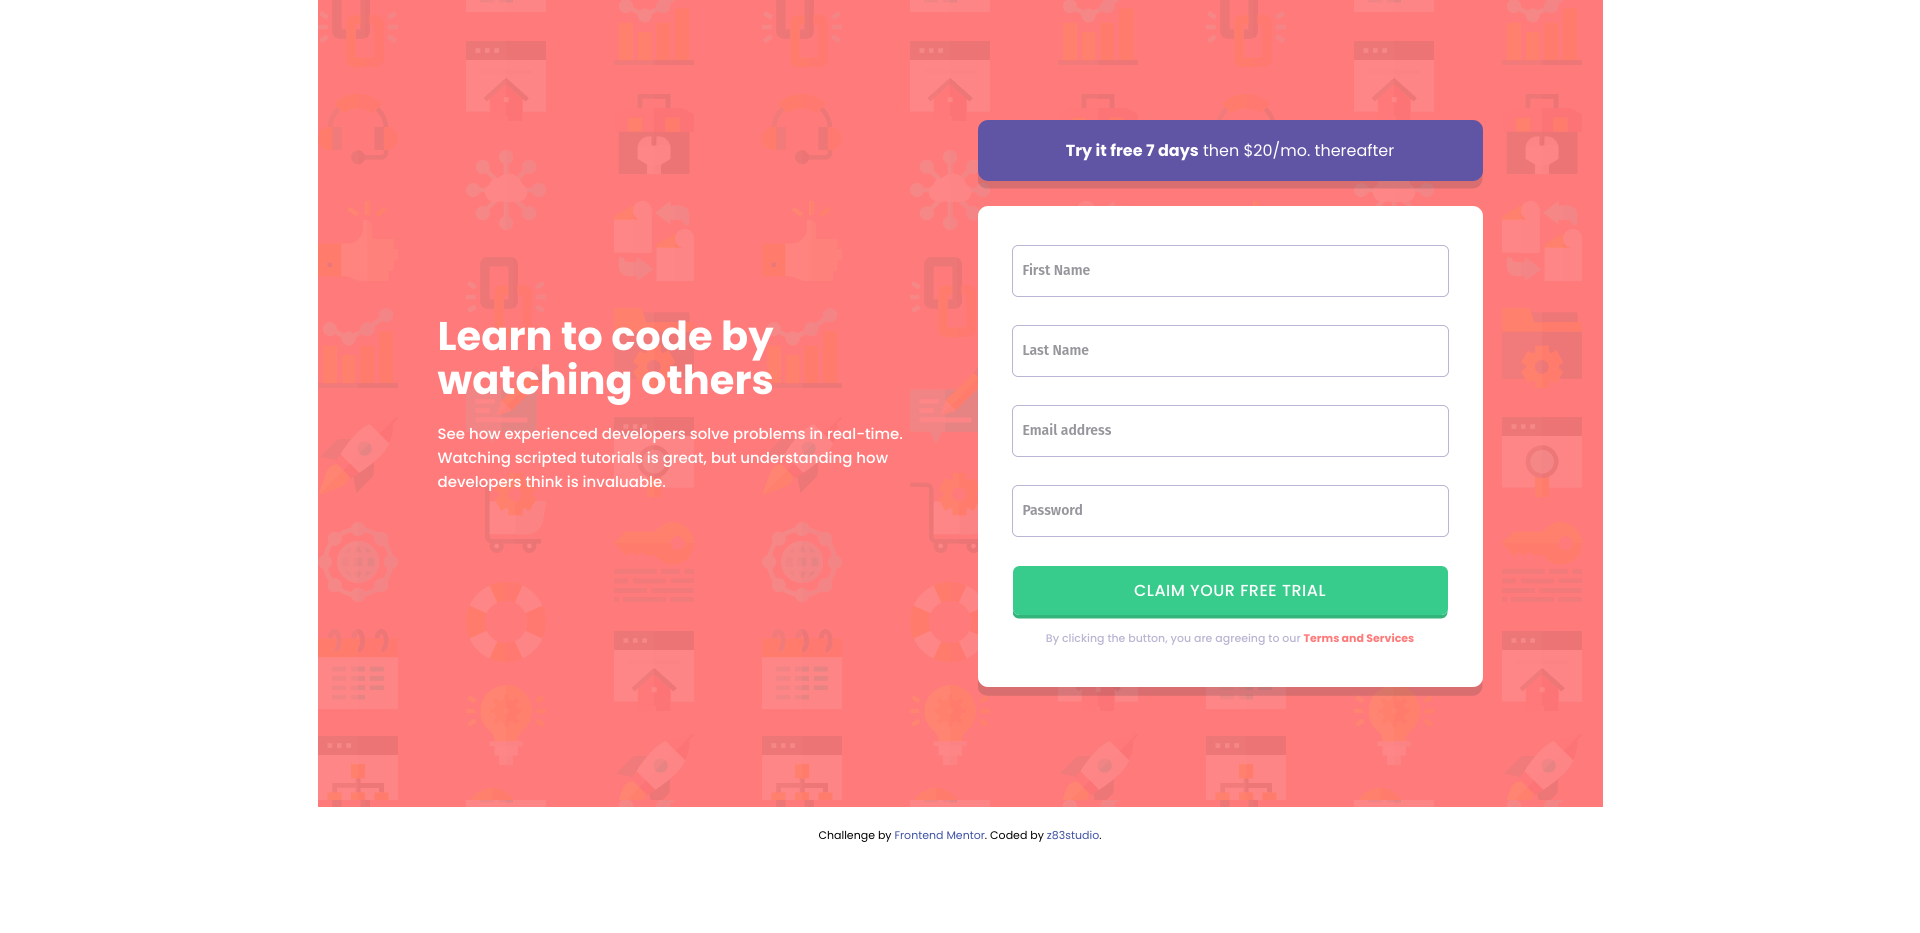 Learn to code by
watching others
See how experienced developers solve problems in real-time.
Watching scripted tutorials is great, but understanding how
developers think is invaluable.
Try it free 7 days then $20/mo. thereafter
First Name
Last Name
Email address
Password
CLAIM YOUR FREE TRIAL
By clicking the button, you are agreeing to our Terms and Services
Challenge by Frontend Mentor. Coded by z83studio.